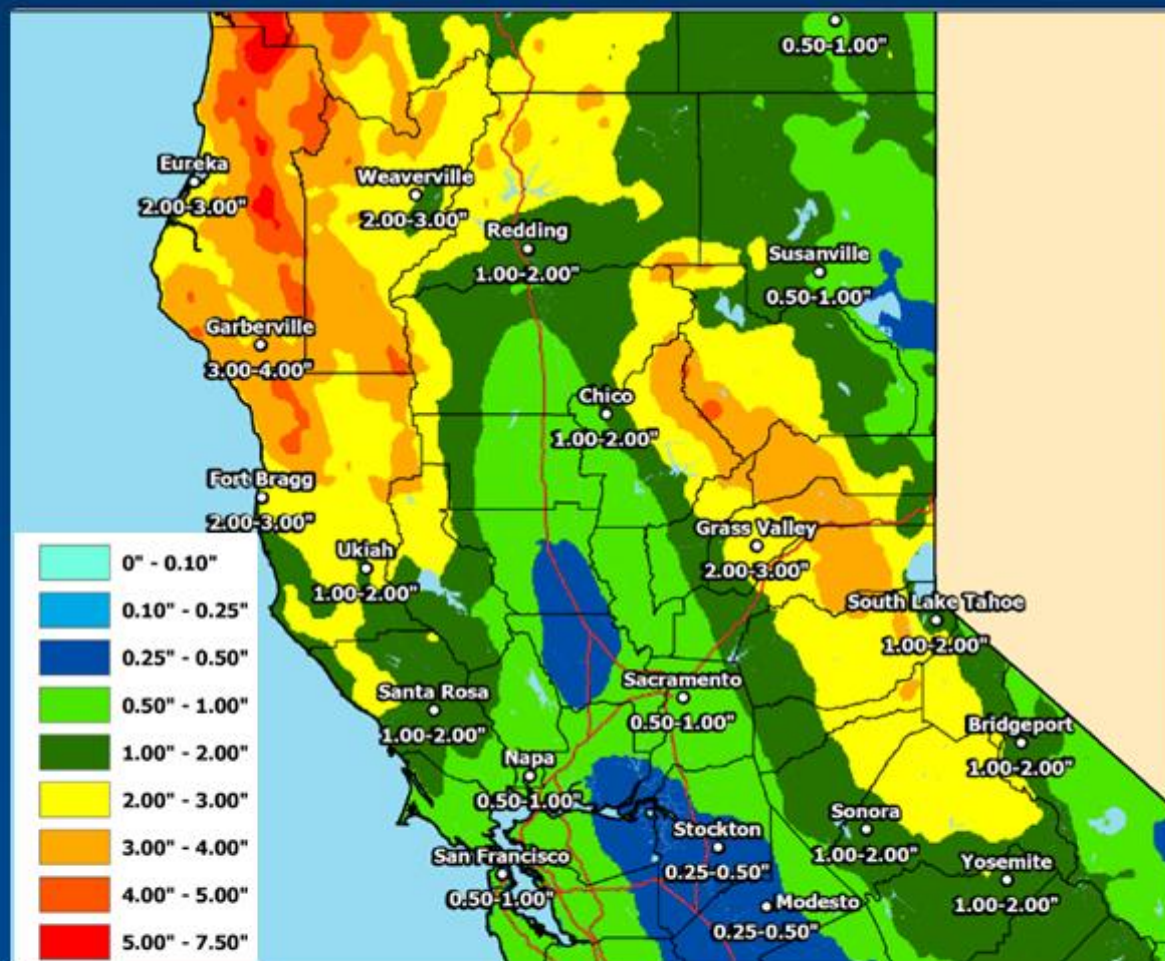 0.50-1.00"
Eureka
2.00-3.00"
Weaverville
2.00-3.00"
Redding
1.00-2.00"
Susanville
0.50-1.00"
Garberville
3.00-4.00"
Chico
1.00-2.00"
Fort Bragg
2.00-3.00"
Grass Valley
2.00-3.00"
Ukiah
1.00-2.00"
South Lake Tahoe
1.00-2.00"
Sacramento
0.50-1.00"
Santa Rosa
1.00-2.00"
Bridgeport
1.00-2.00"
Napa
0.50-1.00"
Sonora
1.00-2.00"
Stockton
0.25-0.50"
San Francisco
0.50-1.00"
Yosemite
1.00-2.00"
Modesto
0.25-0.50"
0" - 0.10"
0.10" - 0.25"
0.25" - 0.50"
0.50" - 1.00"
1.00" - 2.00"
2.00" - 3.00"
3.00" - 4.00"
4.00" - 5.00"
5.00" - 7.50"